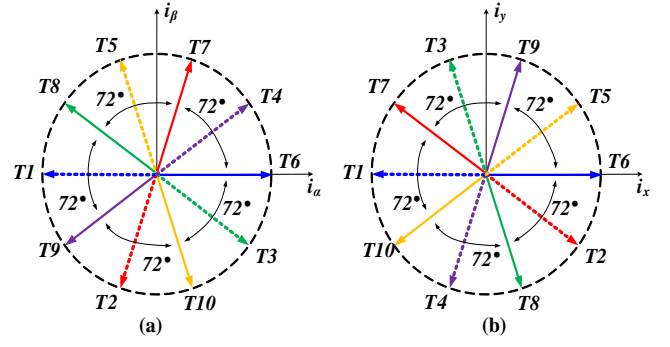 iβ
T5 T7
T8 T4
72° 72°
T1 T6
iα
72° 72°
T9 T3
72°
T2 T10
(a)
iy
T3 T9
T7 T5
72° 72°
T1 T6
ix
72° 72°
T10 T2
72°
T4 T8
(b)